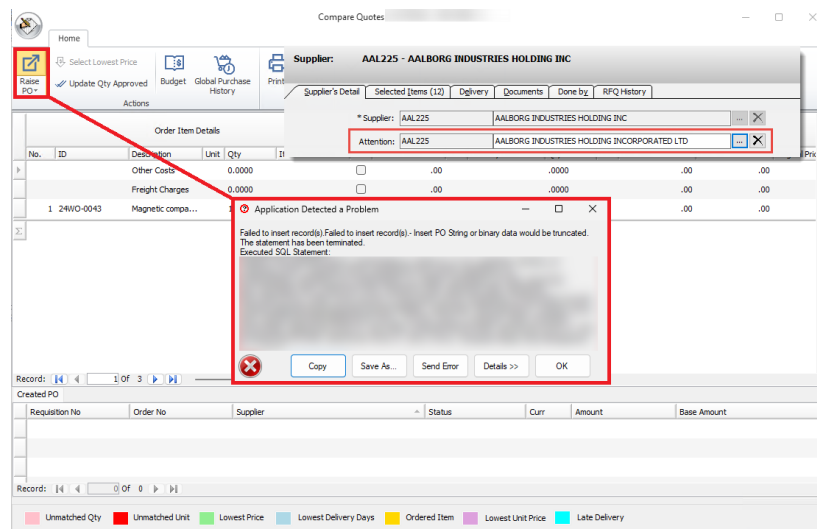 Compare Quotes
Home
Raise PO
Select Lowest Price
Update Qty Approved
Budget
Global Purchase History
Print
Actions
Supplier: AAL225 - AALBORG INDUSTRIES HOLDING INC
Supplier's Detail Selected Items (12) Delivery Documents Done by RFQ History
* Supplier: AAL225 AALBORG INDUSTRIES HOLDING INC ...
Attention: AAL225 AALBORG INDUSTRIES HOLDING INCORPORATED LTD ...
Order Item Details
No. ID Description Unit Qty
Other Costs 0.0000 .00 .0000 .00 .00
Freight Charges 0.0000 .00 .0000 .00 .00
1 24WO-0043 Magnetic compa... .00 .00
Application Detected a Problem
Failed to insert record(s).Failed to insert record(s).- Insert PO String or binary data would be truncated.
The statement has been terminated.
Executed SQL Statement:
Copy Save As... Send Error Details >> OK
Record: 1 Of 3
Created PO
Requisition No Order No Supplier Status Curr Amount Base Amount
Record: 0 Of 0
Unmatched Qty Unmatched Unit Lowest Price Lowest Delivery Days Ordered Item Lowest Unit Price Late Delivery